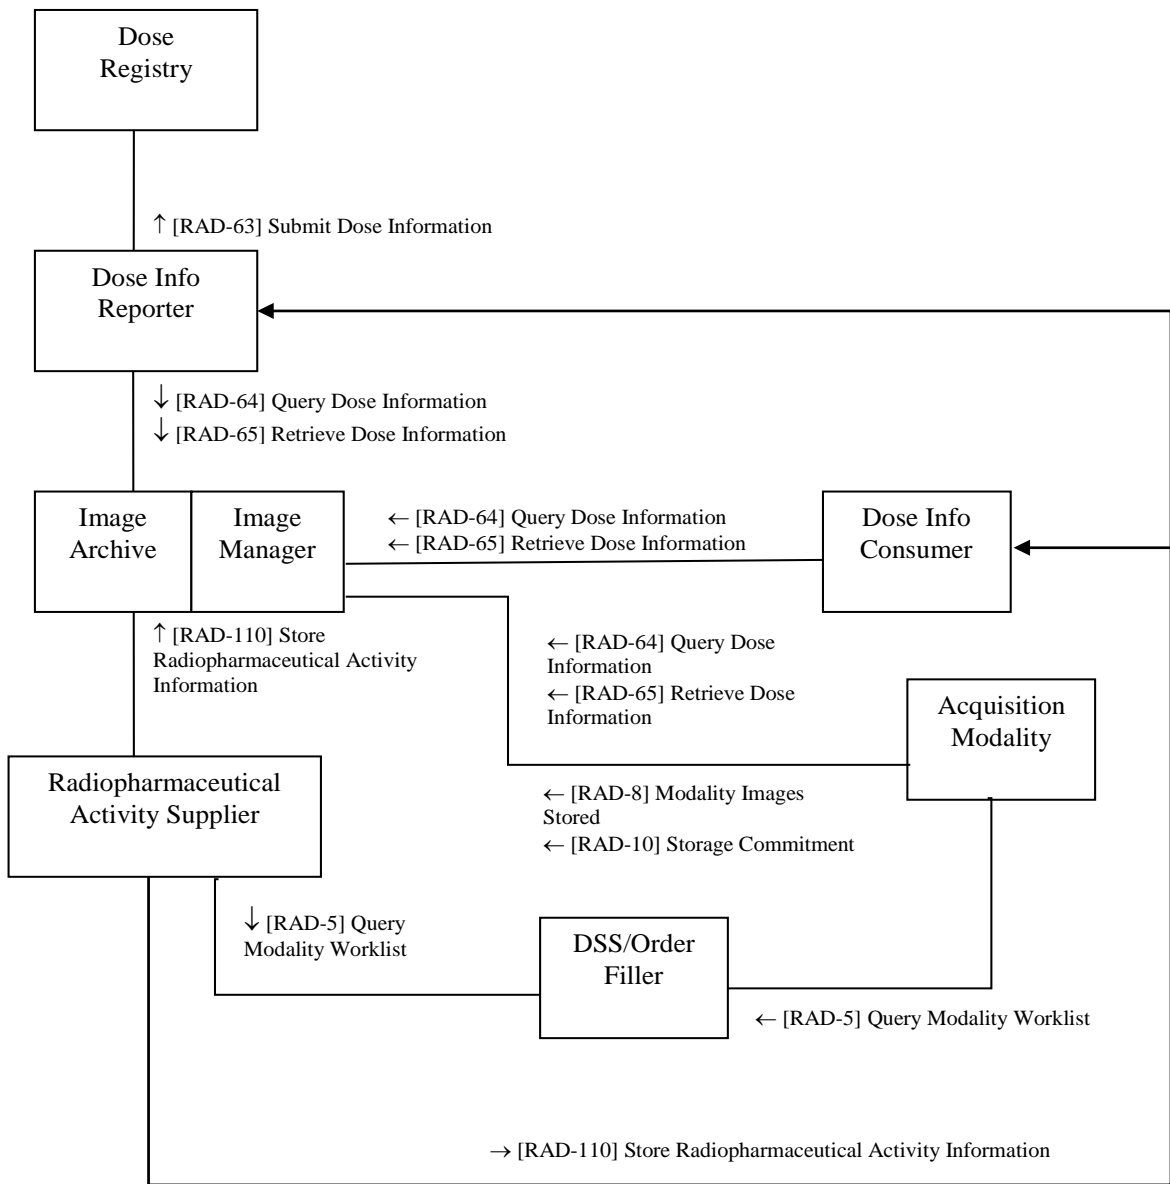 Dose
Registry
↑ [RAD-63] Submit Dose Information
Dose Info
Reporter
↓ [RAD-64] Query Dose Information
↓ [RAD-65] Retrieve Dose Information
Image
Archive
Image
Manager
← [RAD-64] Query Dose Information
← [RAD-65] Retrieve Dose Information
Dose Info
Consumer
↑ [RAD-110] Store
Radiopharmaceutical Activity
Information
← [RAD-64] Query Dose
Information
← [RAD-65] Retrieve Dose
Information
Acquisition
Modality
Radiopharmaceutical
Activity Supplier
← [RAD-8] Modality Images
Stored
← [RAD-10] Storage Commitment
↓ [RAD-5] Query
Modality Worklist
DSS/Order
Filler
← [RAD-5] Query Modality Worklist
→ [RAD-110] Store Radiopharmaceutical Activity Information